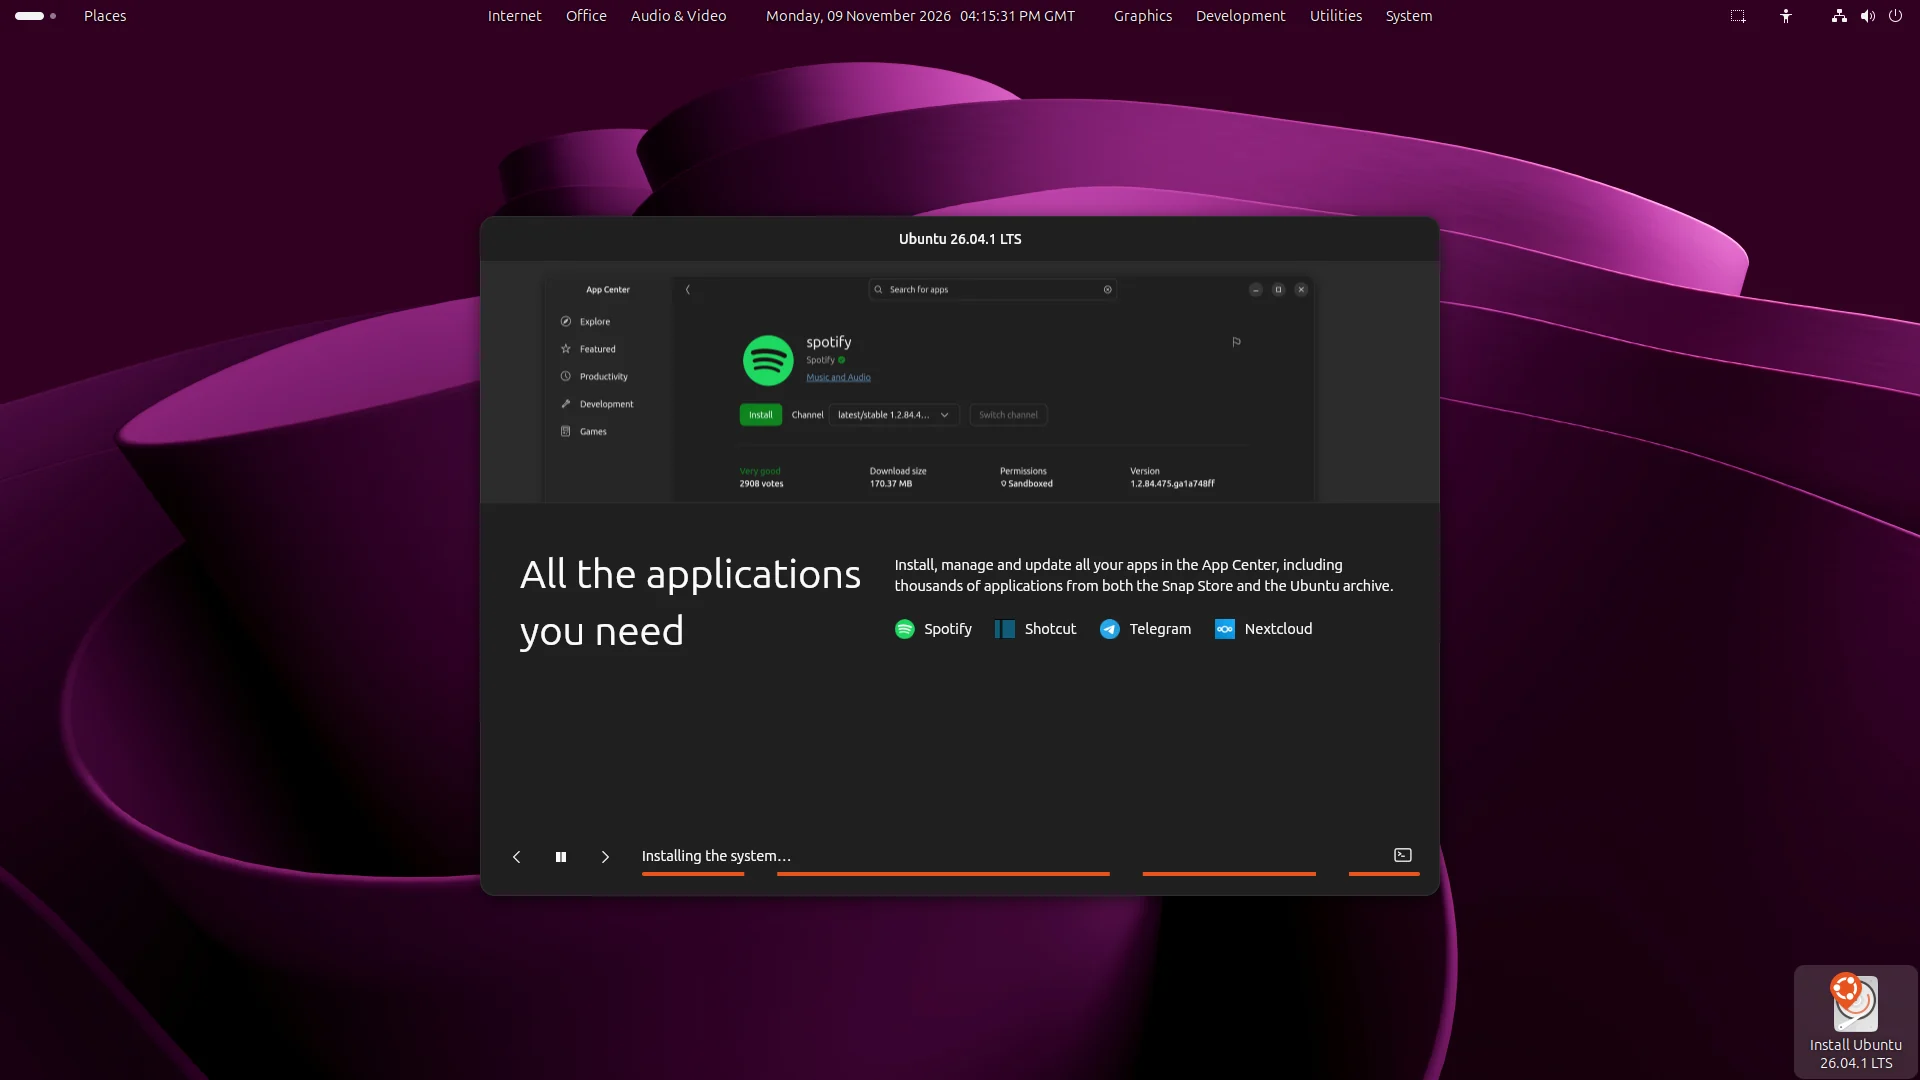 Places
Internet Office Audio & Video Monday, 09 November 2026 04:15:31 PM GMT Graphics Development Utilities System
Ubuntu 26.04.1 LTS
App Center
Search for apps
Explore
Featured
Productivity
Development
Games
spotify
Spotify
Music and Audio
Install Channel latest/stable 1.2.84.4... Switch channel
Very good
2908 votes
Download size
170.37 MB
Permissions
Sandboxed
Version
1.2.84.475.ga1a748ff
All the applications
you need
Install, manage and update all your apps in the App Center, including
thousands of applications from both the Snap Store and the Ubuntu archive.
Spotify Shotcut Telegram Nextcloud
Installing the system…
Install Ubuntu
26.04.1 LTS